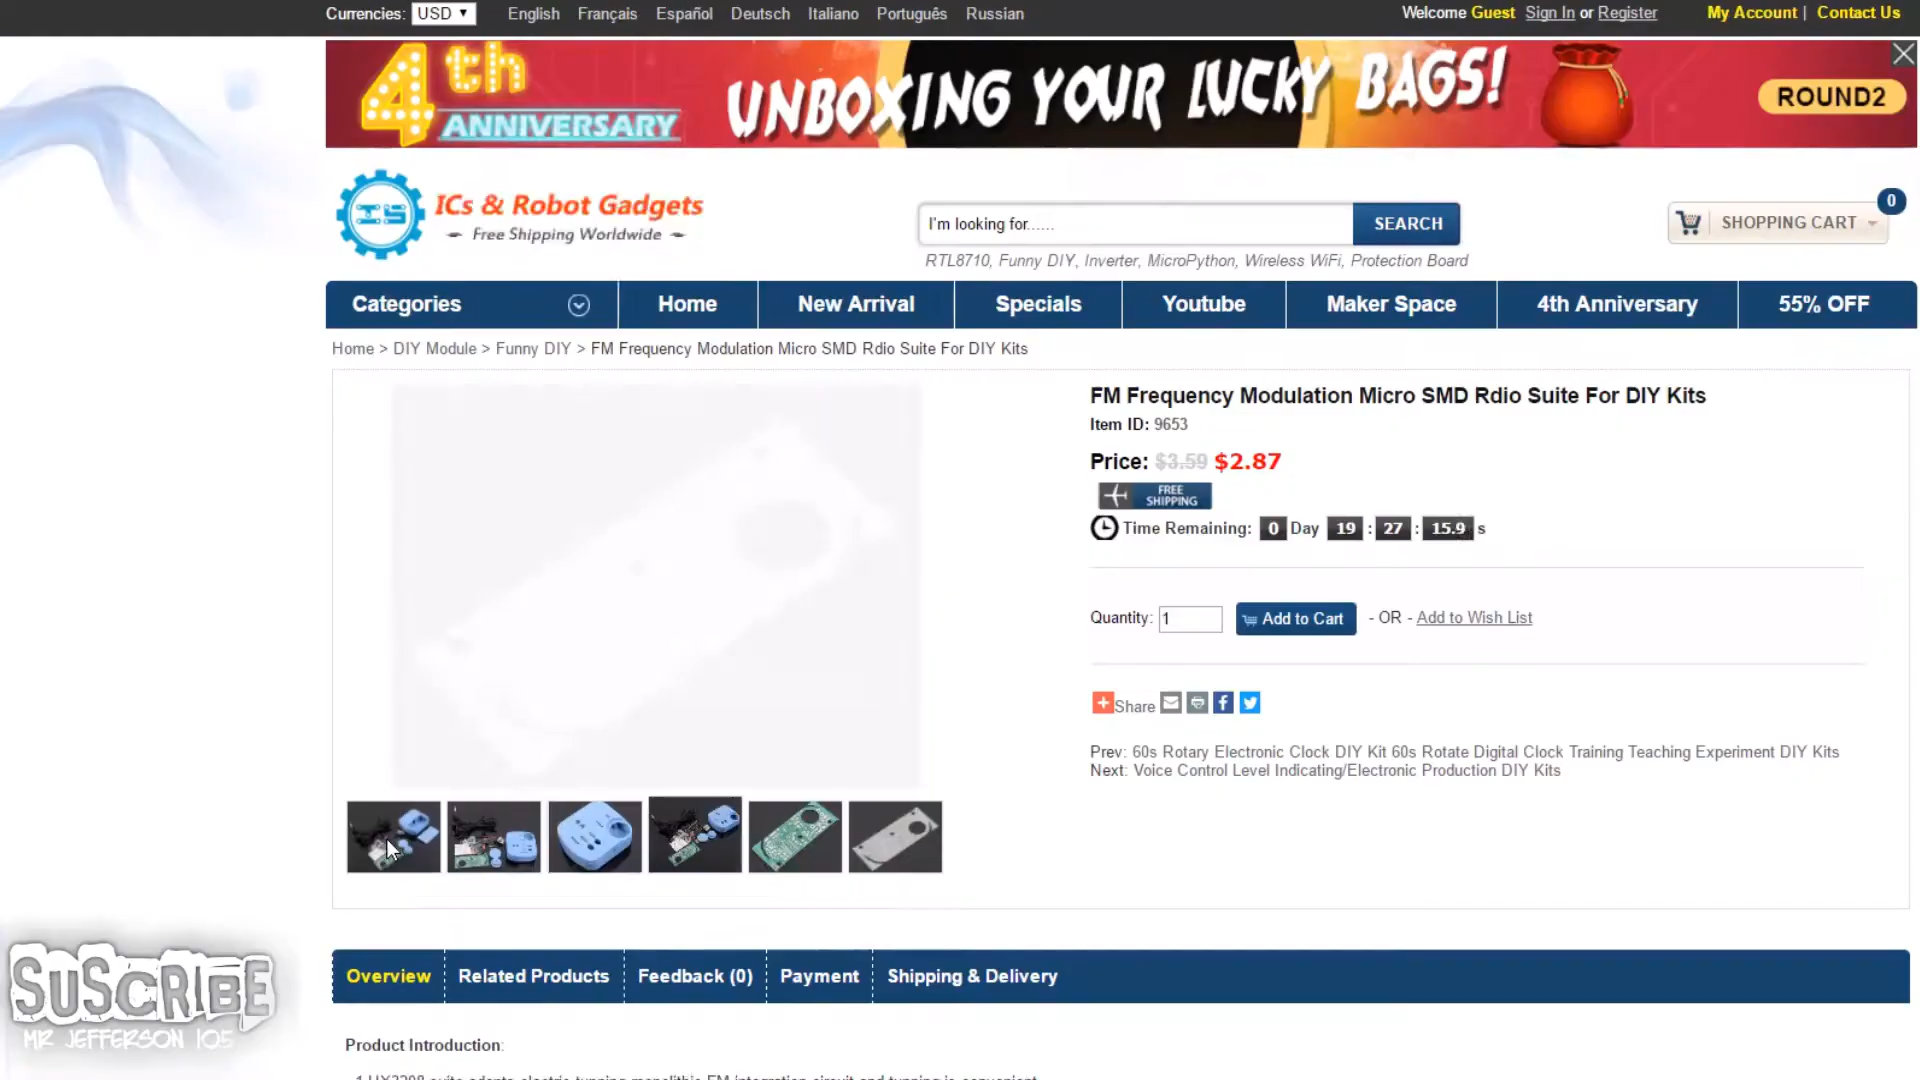 Currencies: USD English Français Español Deutsch Italiano Português Russian Welcome Guest Sign In or Register My Account | Contact Us
4th ANNIVERSARY UNBOXING YOUR LUCKY BAGS! ROUND2
ICs & Robot Gadgets
Free Shipping Worldwide
I'm looking for...... SEARCH
SHOPPING CART 0
RTL8710, Funny DIY, Inverter, MicroPython, Wireless WiFi, Protection Board
Categories Home New Arrival Specials Youtube Maker Space 4th Anniversary 55% OFF
Home > DIY Module > Funny DIY > FM Frequency Modulation Micro SMD Rdio Suite For DIY Kits
FM Frequency Modulation Micro SMD Rdio Suite For DIY Kits
Item ID: 9653
Price: $3.59 $2.87
FREE SHIPPING
Time Remaining: 0 Day 19 : 27 : 15.9 s
Quantity: 1 Add to Cart - OR - Add to Wish List
Share
Prev: 60s Rotary Electronic Clock DIY Kit 60s Rotate Digital Clock Training Teaching Experiment DIY Kits
Next: Voice Control Level Indicating/Electronic Production DIY Kits
Overview Related Products Feedback (0) Payment Shipping & Delivery
SUSCRIBE
MR JEFFERSON 105
Product Introduction: